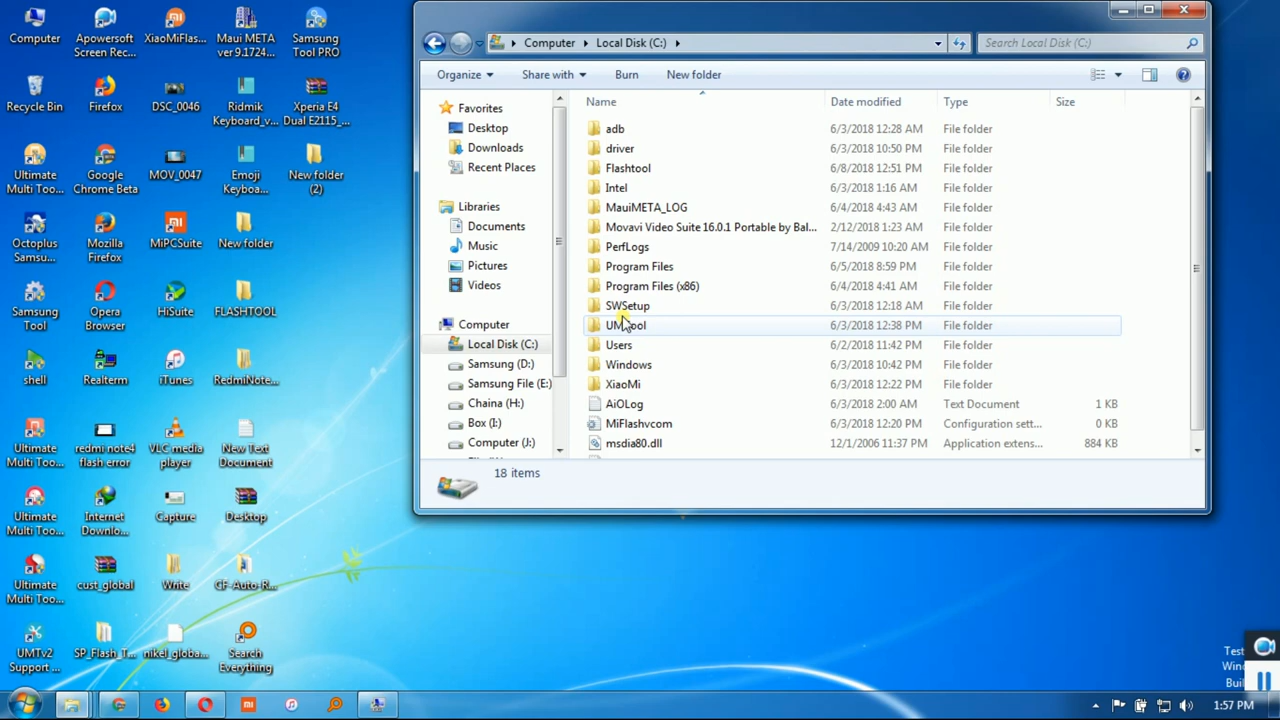 Computer
Apowersoft
Screen Rec...
XiaoMiFlas...
Maui META
ver 9.1724...
Samsung
Tool PRO
Recycle Bin
Firefox
DSC_0046
Ridmik
Keyboard_v...
Xperia E4
Dual E2115_...
Ultimate
Multi Too...
Google
Chrome Beta
MOV_0047
Emoji
Keyboa...
New folder
(2)
Octoplus
Samsu...
Mozilla
Firefox
MiPCSuite
New folder
Samsung
Tool
Opera
Browser
HiSuite
FLASHTOOL
shell
Realterm
iTunes
RedmiNote...
Ultimate
Multi Too...
redmi note4
flash error
VLC media
player
New Text
Document
Ultimate
Multi Too...
Internet
Downlo...
Capture
Desktop
Ultimate
Multi Too...
cust_global
Write
CF-Auto-R...
UMTv2
Support ...
SP_Flash_T...
nikel_globa...
Search
Everything
Computer
Local Disk (C:)
Search Local Disk (C:)
Organize
Share with
Burn
New folder
Favorites
Desktop
Downloads
Recent Places
Libraries
Documents
Music
Pictures
Videos
Computer
Local Disk (C:)
Samsung (D:)
Samsung File (E:)
Chaina (H:)
Box (I:)
Computer (J:)
Name Date modified Type Size
adb 6/3/2018 12:28 AM File folder
driver 6/3/2018 10:50 PM File folder
Flashtool 6/8/2018 12:51 PM File folder
Intel 6/3/2018 1:16 AM File folder
MauiMETA_LOG 6/4/2018 4:43 AM File folder
Movavi Video Suite 16.0.1 Portable by Bal... 2/12/2018 1:23 AM File folder
PerfLogs 7/14/2009 10:20 AM File folder
Program Files 6/5/2018 8:59 PM File folder
Program Files (x86) 6/4/2018 4:41 AM File folder
SWSetup 6/3/2018 12:18 AM File folder
UMTool 6/3/2018 12:38 PM File folder
Users 6/2/2018 11:42 PM File folder
Windows 6/3/2018 10:42 PM File folder
XiaoMi 6/3/2018 12:22 PM File folder
AiOLog 6/3/2018 2:00 AM Text Document 1 KB
MiFlashvcom 6/3/2018 12:20 PM Configuration sett... 0 KB
msdia80.dll 12/1/2006 11:37 PM Application extens... 884 KB
18 items
Test
Win
Buil
1:57 PM